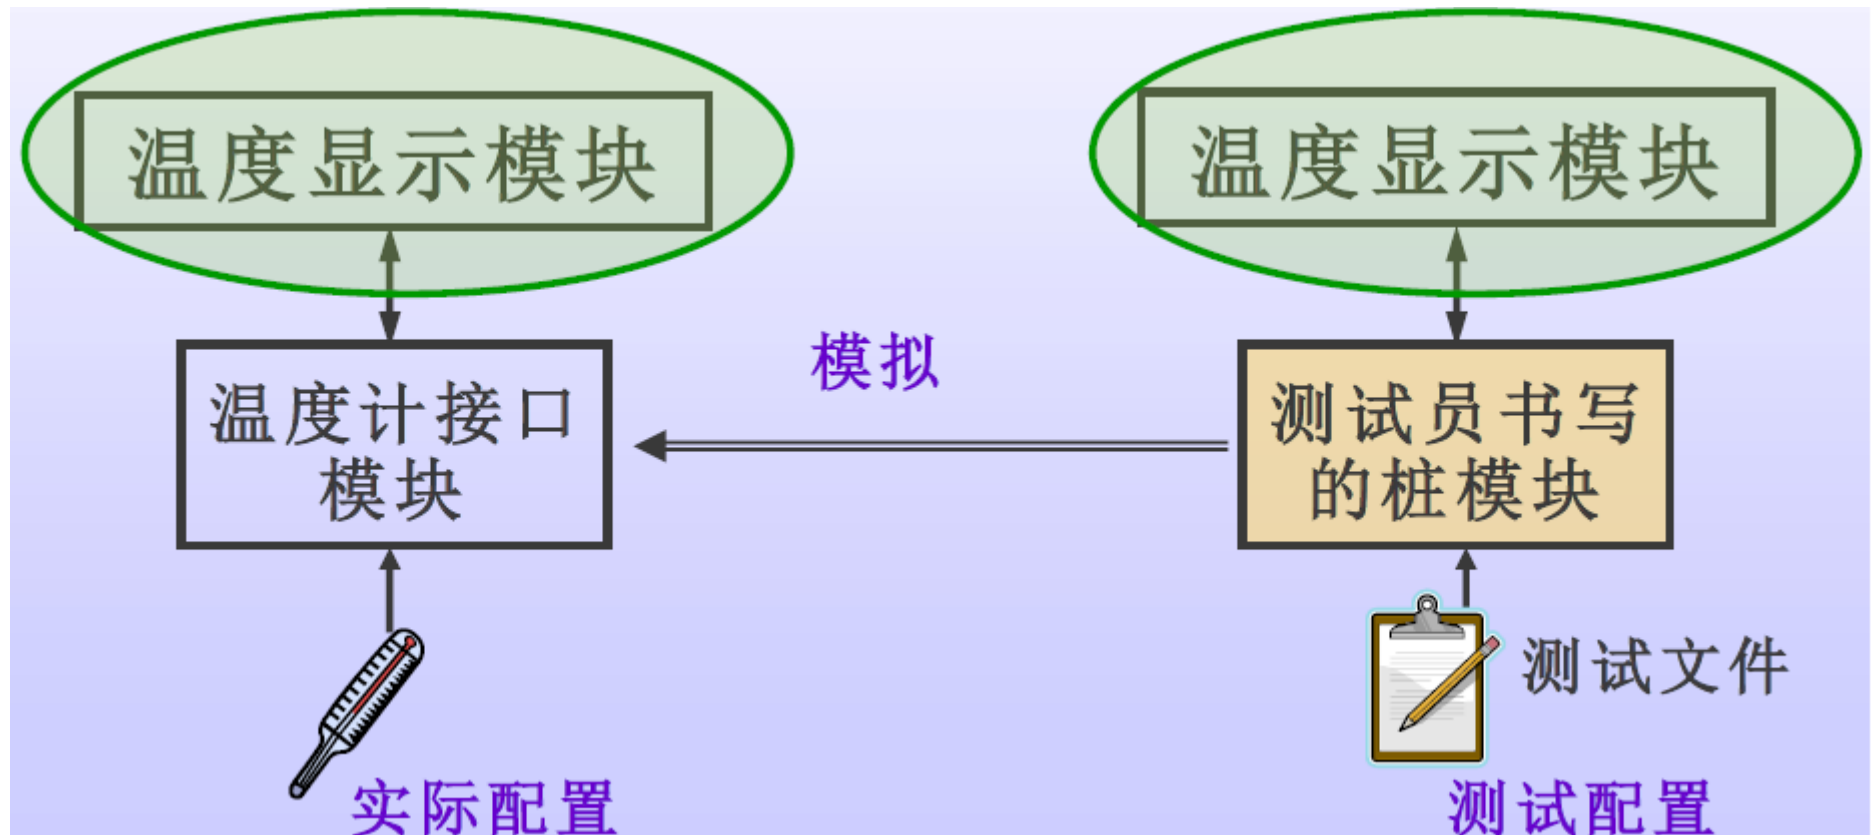 温度显示模块
温度显示模块
模拟
温度计接口
模块
测试员书写
的桩模块
测试文件
实际配置
测试配置